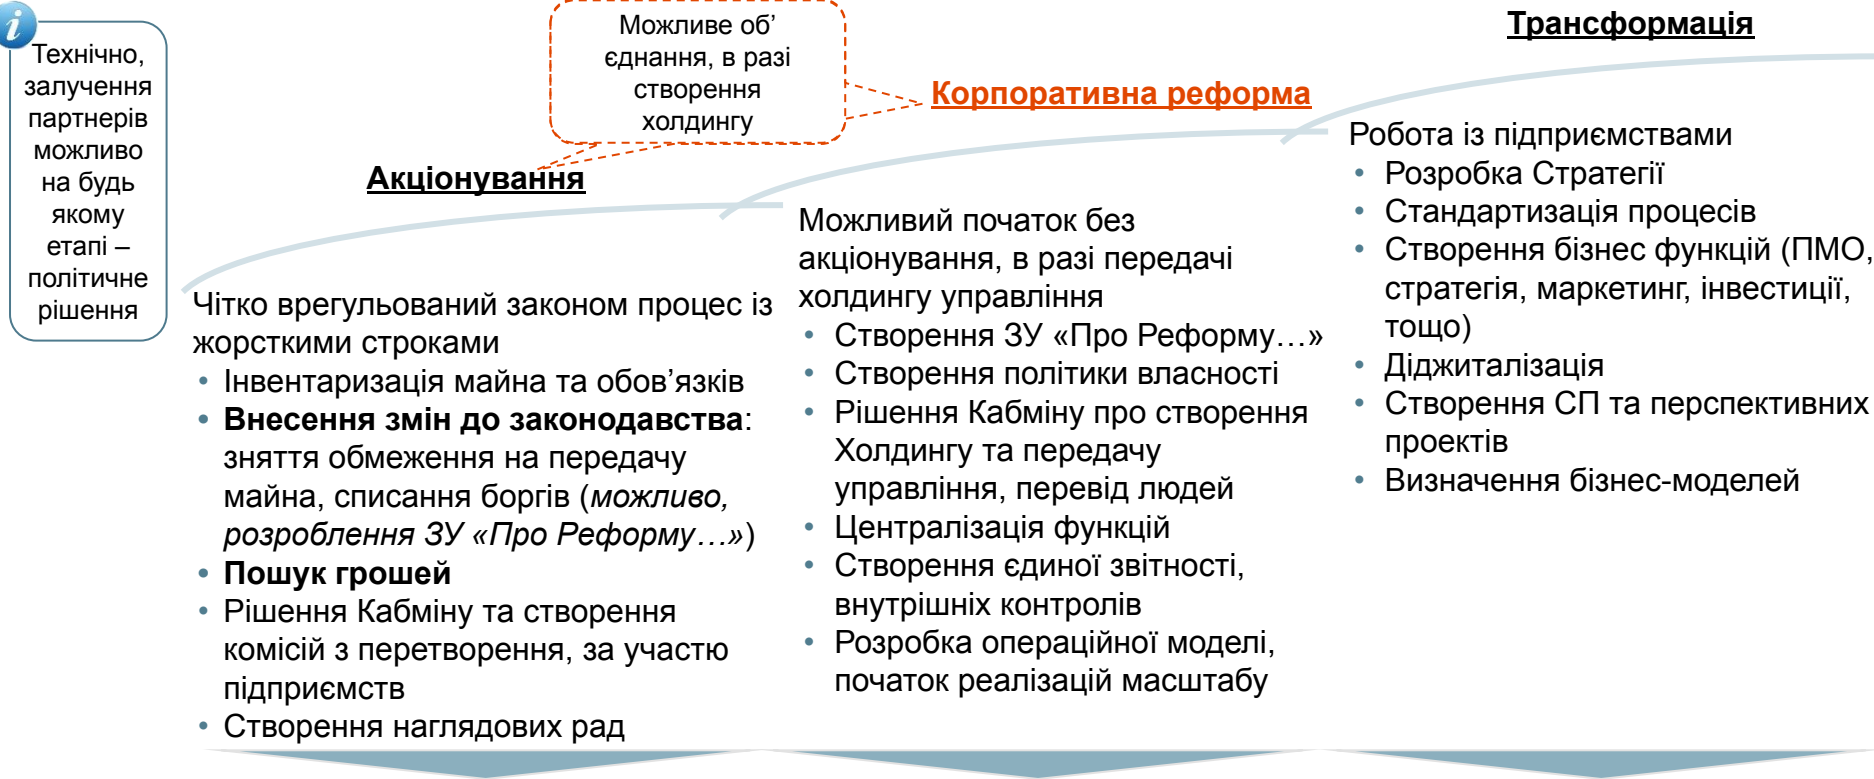 Технічно,
залучення
партнерів
можливо
на будь
якому
етапі –
політичне
рішення
Можливе об’
єднання, в разі
створення
холдингу
Акціонування
Чітко врегульований законом процес із
жорсткими строками
• Інвентаризація майна та обов’язків
• Внесення змін до законодавства:
зняття обмеження на передачу
майна, списання боргів (можливо,
розроблення ЗУ «Про Реформу…»)
• Пошук грошей
• Рішення Кабміну та створення
комісій з перетворення, за участю
підприємств
• Створення наглядових рад
Корпоративна реформа
Можливий початок без
акціонування, в разі передачі
холдингу управління
• Створення ЗУ «Про Реформу…»
• Створення політики власності
• Рішення Кабміну про створення
Холдингу та передачу
управління, перевід людей
• Централізація функцій
• Створення єдиної звітності,
внутрішніх контролів
• Розробка операційної моделі,
початок реалізацій масштабу
Трансформація
Робота із підприємствами
• Розробка Стратегії
• Стандартизація процесів
• Створення бізнес функцій (ПМО,
стратегія, маркетинг, інвестиції,
тощо)
• Діджиталізація
• Створення СП та перспективних
проектів
• Визначення бізнес-моделей